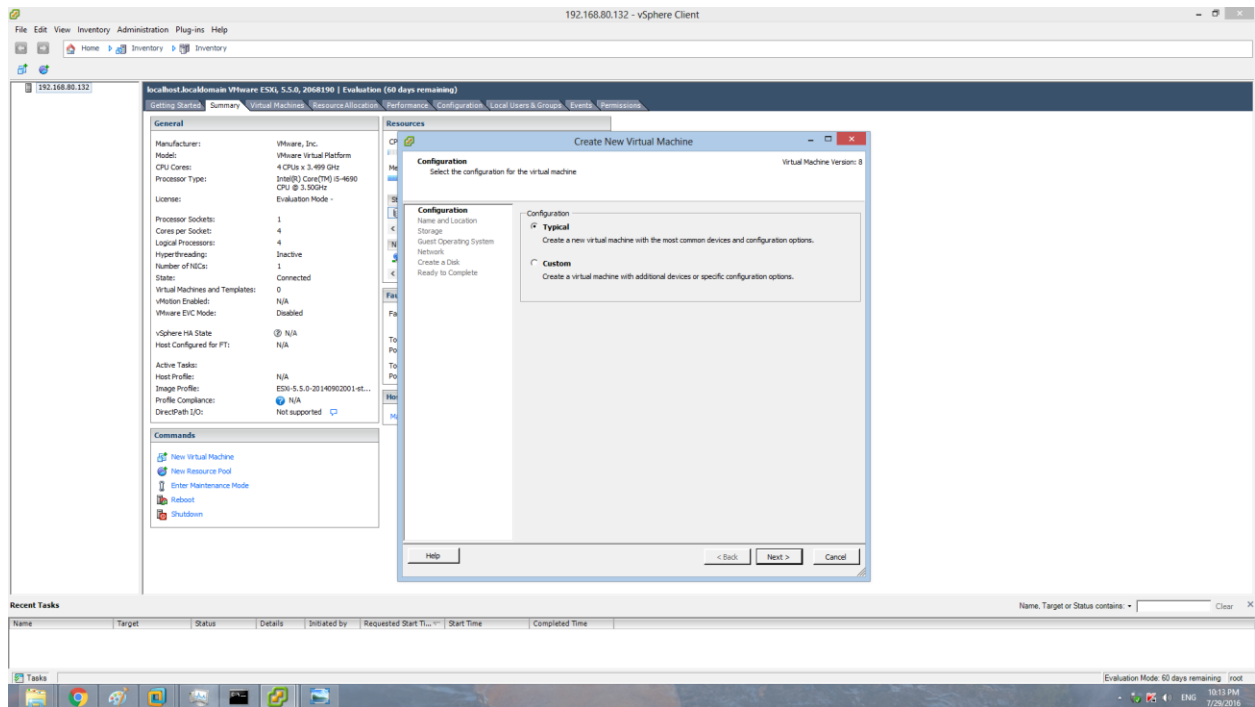 192.168.80.132 - vSphere Client
File Edit View Inventory Administration Plug-ins Help
Home Inventory Inventory
192.168.80.132
localhost.localdomain VMware ESXi, 5.5.0, 2068190 | Evaluation (60 days remaining)
Getting Started Summary Virtual Machines Resource Allocation Performance Configuration Local Users & Groups Events Permissions
General
Manufacturer: VMware, Inc.
Model: VMware Virtual Platform
CPU Cores: 4 CPUs x 3.499 GHz
Processor Type: Intel(R) Core(TM) i5-4690
CPU @ 3.50GHz
License: Evaluation Mode -
Processor Sockets: 1
Cores per Socket: 4
Logical Processors: 4
Hyperthreading: Inactive
Number of NICs: 1
State: Connected
Virtual Machines and Templates: 0
vMotion Enabled: N/A
VMware EVC Mode: Disabled
vSphere HA State N/A
Host Configured for FT: N/A
Active Tasks:
Host Profile: N/A
Image Profile: ESXi-5.5.0-20140902001-st...
Profile Compliance: N/A
DirectPath I/O: Not supported
Commands
New Virtual Machine
New Resource Pool
Enter Maintenance Mode
Reboot
Shutdown
Resources
Create New Virtual Machine
Configuration
Select the configuration for the virtual machine
Virtual Machine Version: 8
Configuration
Name and Location
Storage
Guest Operating System
Network
Create a Disk
Ready to Complete
Configuration
Typical
Create a new virtual machine with the most common devices and configuration options.
Custom
Create a virtual machine with additional devices or specific configuration options.
Help < Back Next > Cancel
Recent Tasks
Name, Target or Status contains: Clear
Name Target Status Details Initiated by Requested Start Ti... Start Time Completed Time
Tasks
Evaluation Mode: 60 days remaining root
ENG
10:13 PM
7/29/2016